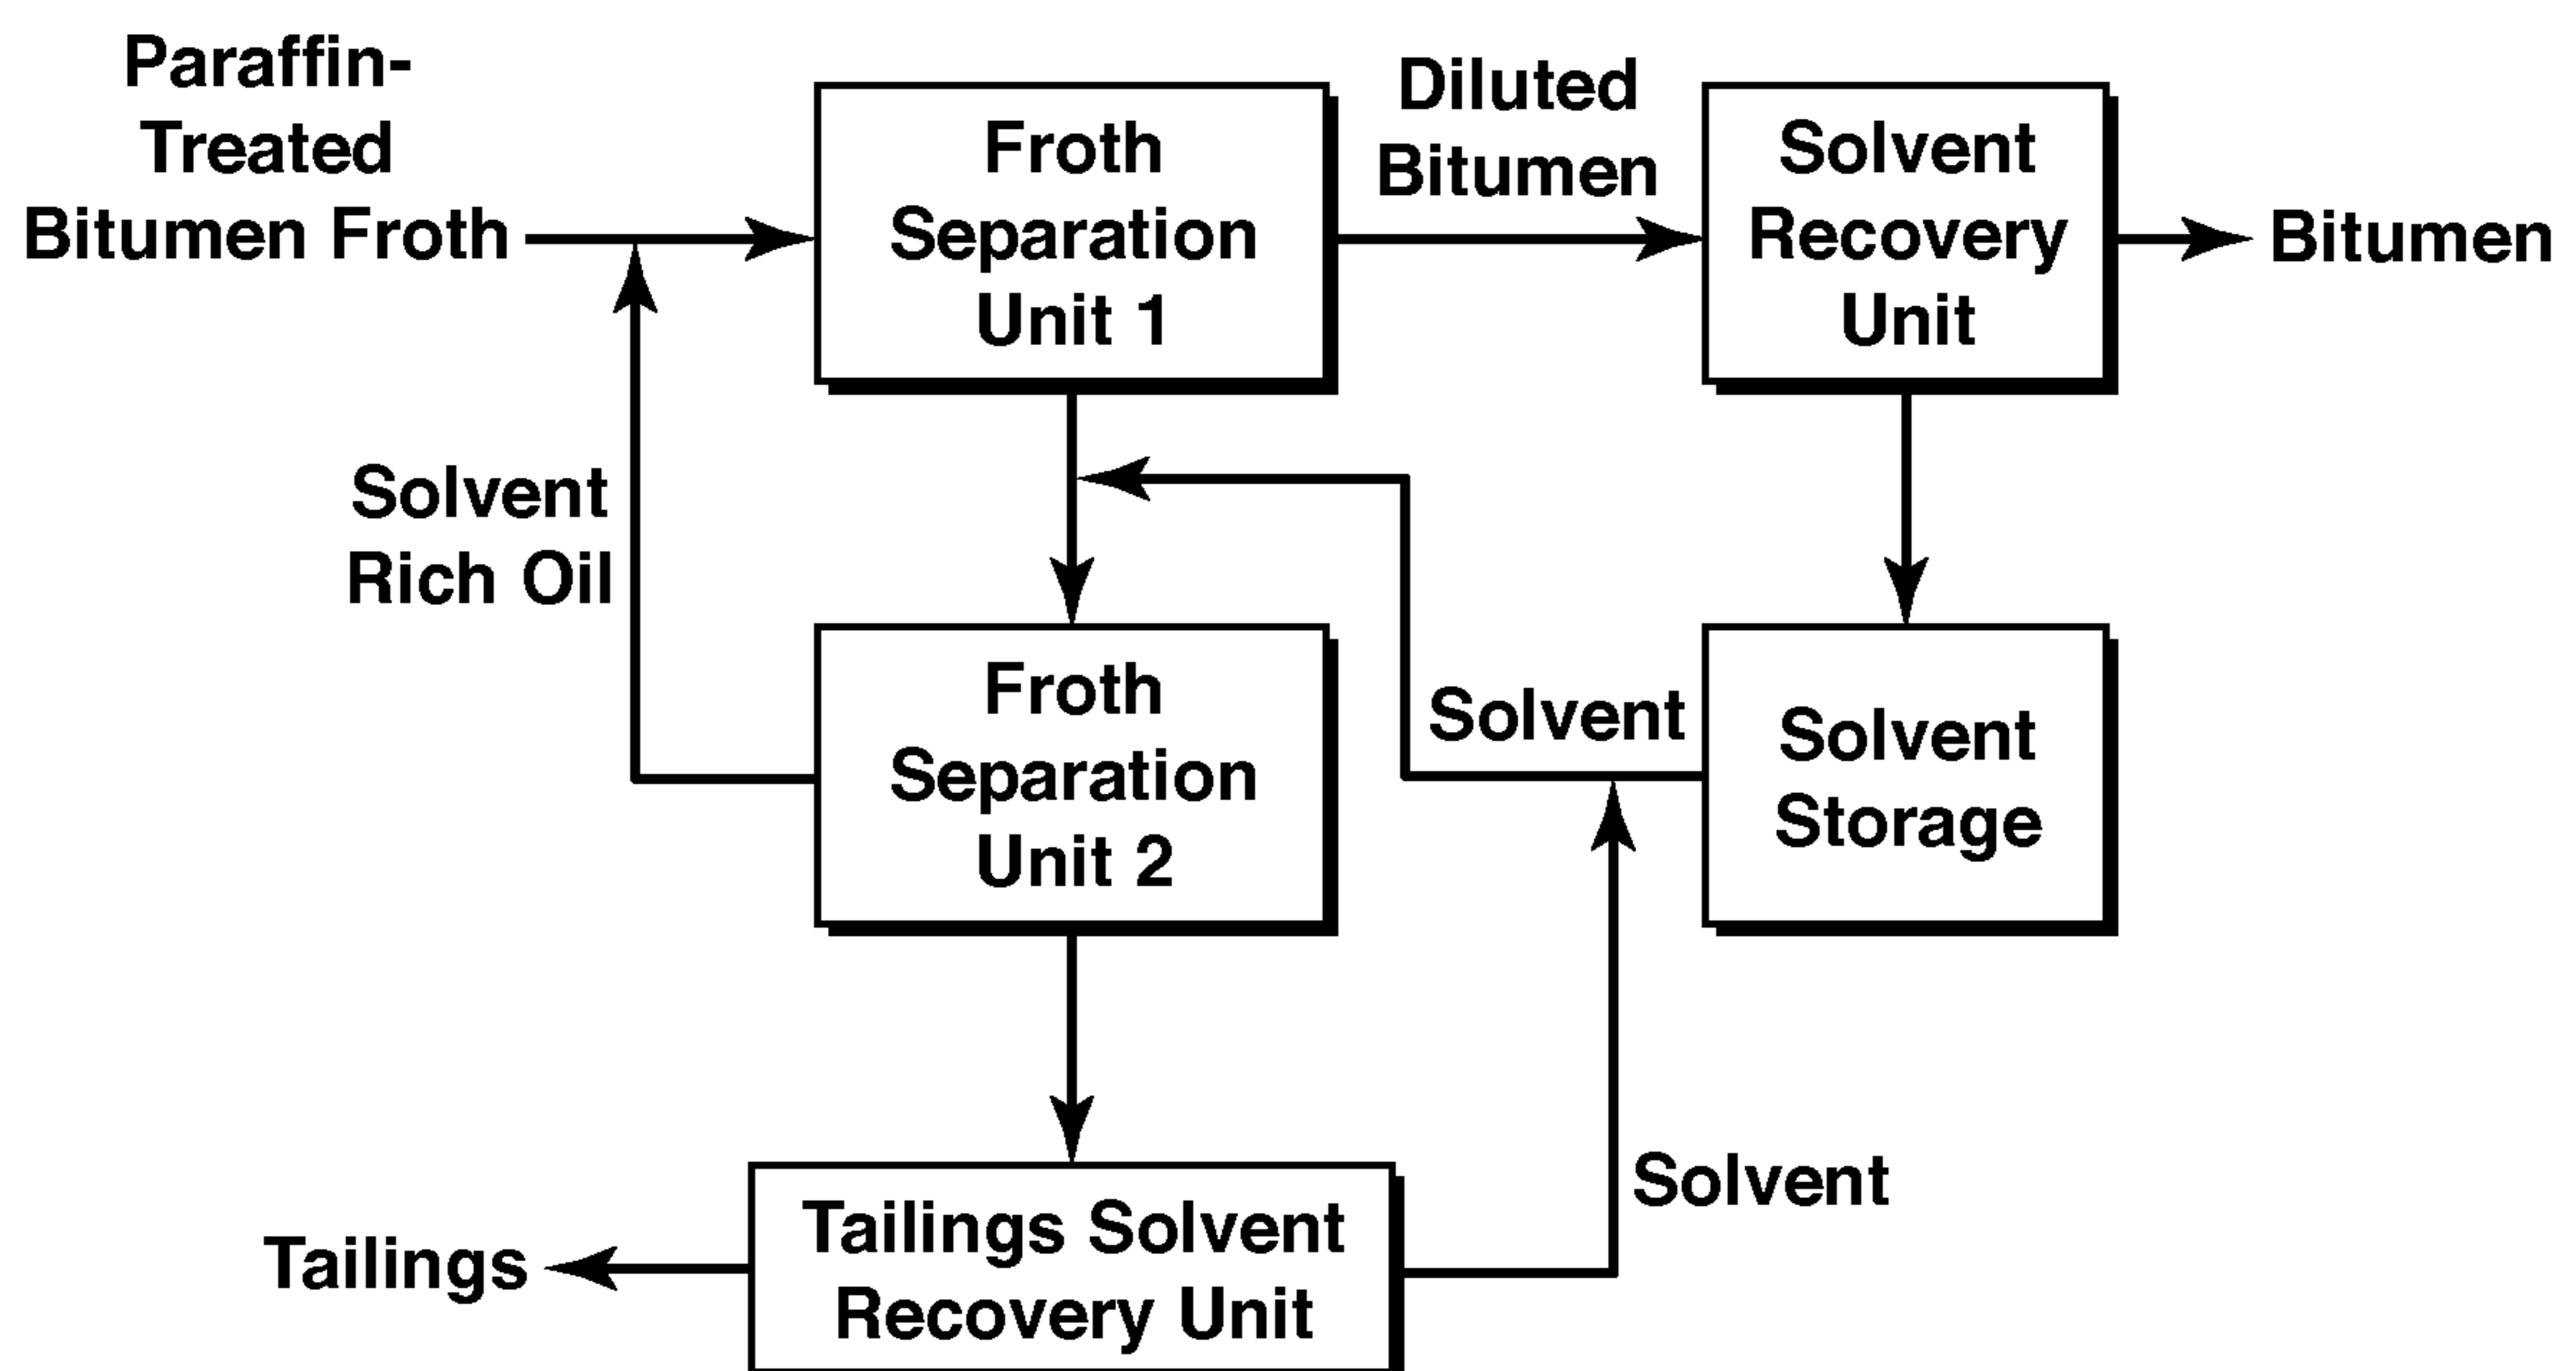 Paraffin-
Treated
Bitumen Froth
Froth
Separation
Unit 1
Diluted
Bitumen
Solvent
Recovery
Unit
Bitumen
Solvent
Rich Oil
Froth
Separation
Unit 2
Solvent
Solvent
Storage
Tailings
Tailings Solvent
Recovery Unit
Solvent